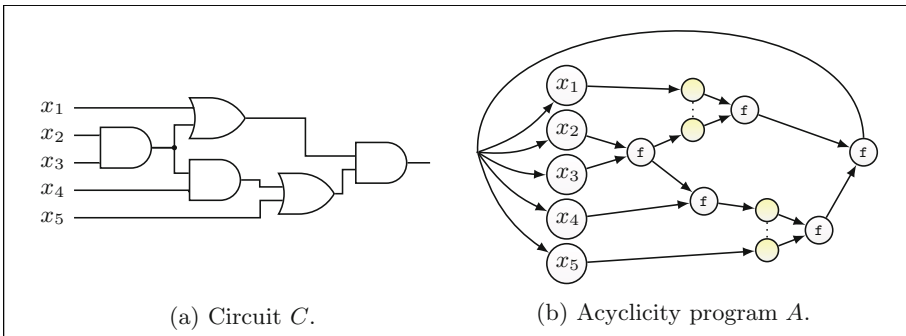 x₁
x₂
x₃
x₄
x₅
x₁
x₂
x₃
x₄
x₅
f
f
f
f
f
(a) Circuit C.
(b) Acyclicity program A.